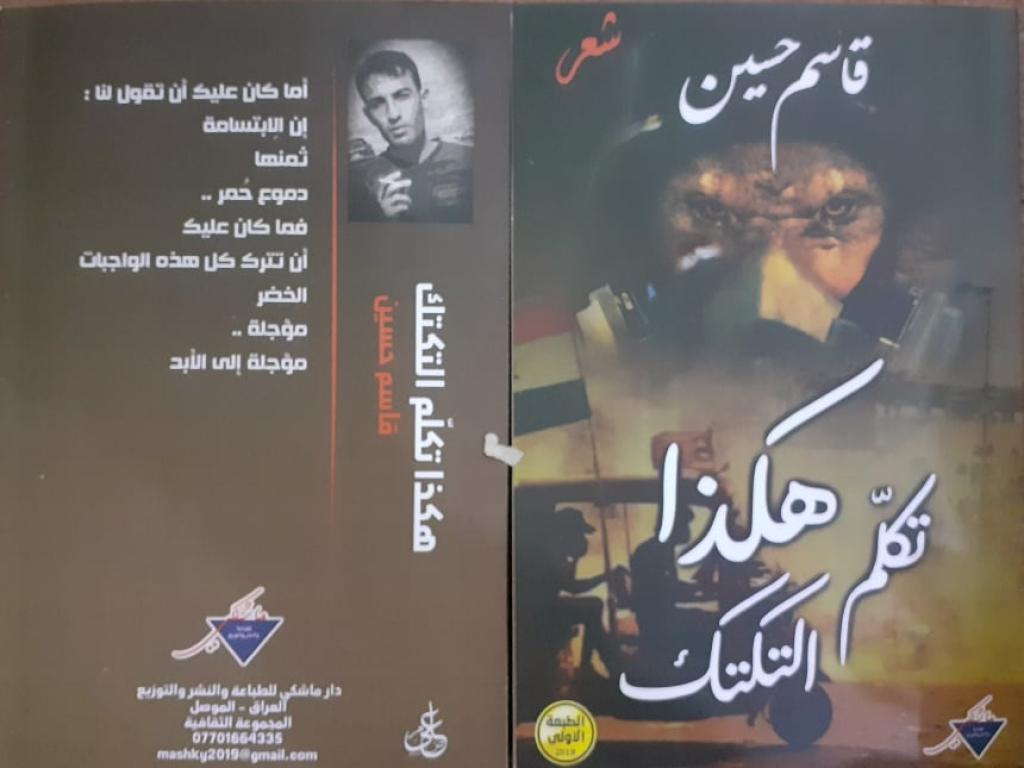 شعر
قاسم حسين
هكذا
تكلّم
التكتك
الطبعة
الأولى
2019
أما كان عليك أن تقول لنا :
إن الإبتسامة
ثمنها
دموع حُمر ..
فما كان عليك
أن تترك كل هذه الواجبات
الخضر
مؤجلة ..
مؤجلة إلى الأبد
هكذا تكلّم التكتك
قاسم حسين
دار ماشكي للطباعة والنشر والتوزيع
العراق - الموصل
المجموعة الثقافية
07701664335
mashky2019@gmail.com